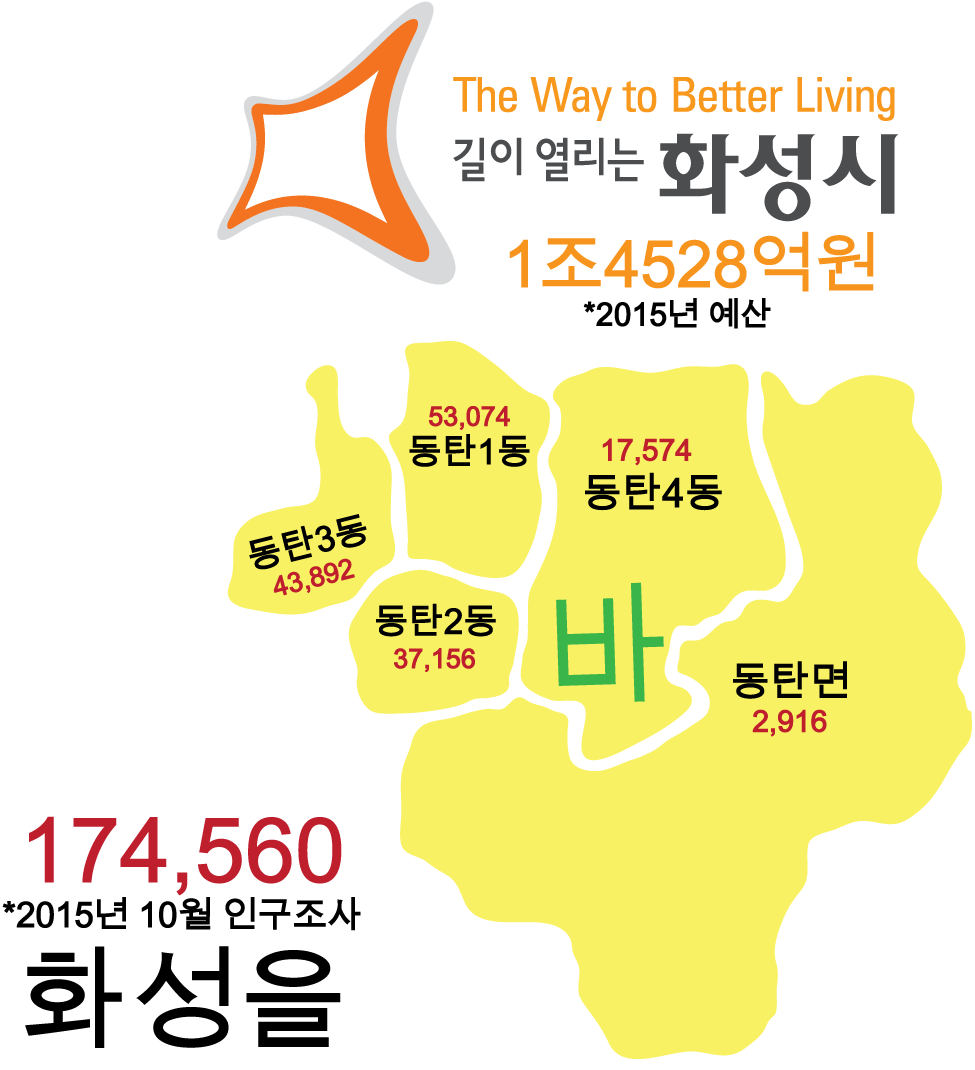 The Way to Better Living
길이 열리는 화성시
1조4528억원
*2015년 예산
53,074
동탄1동
17,574
동탄4동
동탄3동
43,892
동탄2동
37,156
바
동탄면
2,916
174,560
*2015년 10월 인구조사
화성을